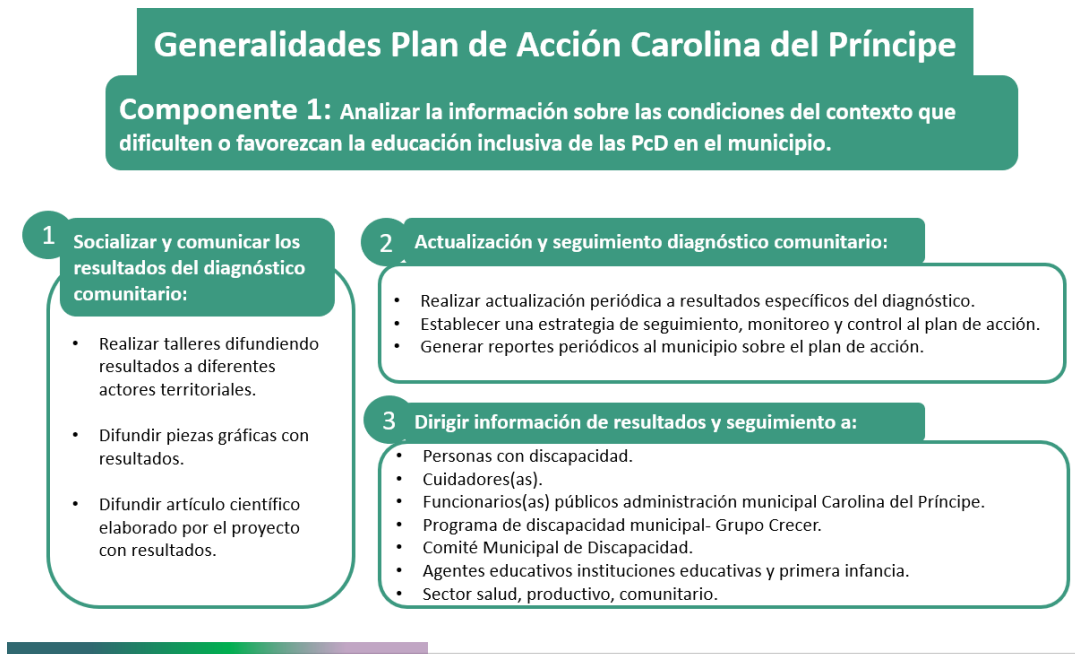 Generalidades Plan de Acción Carolina del Príncipe
Componente 1: Analizar la información sobre las condiciones del contexto que
dificulten o favorezcan la educación inclusiva de las PcD en el municipio.
1
Socializar y comunicar los
resultados del diagnóstico
comunitario:
• Realizar talleres difundiendo
resultados a diferentes
actores territoriales.
• Difundir piezas gráficas con
resultados.
• Difundir artículo científico
elaborado por el proyecto
con resultados.
2
Actualización y seguimiento diagnóstico comunitario:
• Realizar actualización periódica a resultados específicos del diagnóstico.
• Establecer una estrategia de seguimiento, monitoreo y control al plan de acción.
• Generar reportes periódicos al municipio sobre el plan de acción.
3
Dirigir información de resultados y seguimiento a:
• Personas con discapacidad.
• Cuidadores(as).
• Funcionarios(as) públicos administración municipal Carolina del Príncipe.
• Programa de discapacidad municipal- Grupo Crecer.
• Comité Municipal de Discapacidad.
• Agentes educativos instituciones educativas y primera infancia.
• Sector salud, productivo, comunitario.